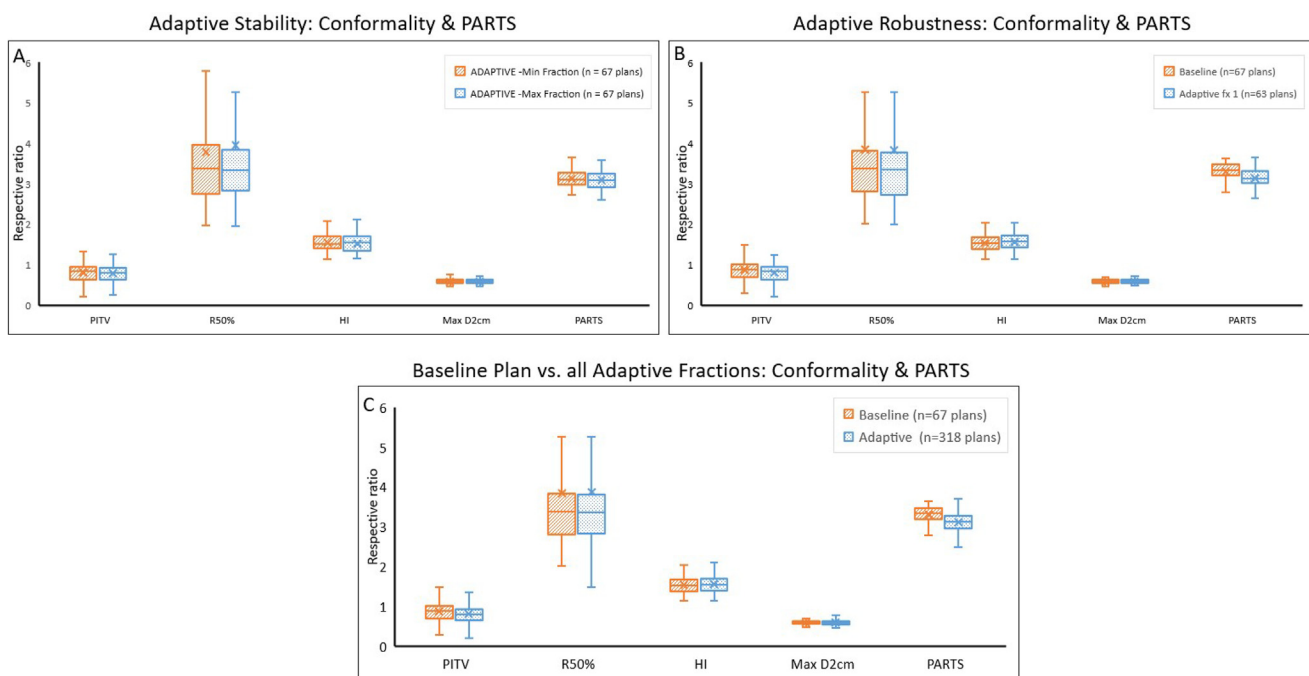 Adaptive Stability: Conformality & PARTS
A
6
5
4
3
2
1
0
Respective ratio
ADAPTIVE -Min Fraction (n = 67 plans)
ADAPTIVE -Max Fraction (n = 67 plans)
PITV R50% HI Max D2cm PARTS
Adaptive Robustness: Conformality & PARTS
B
6
5
4
3
2
1
0
Respective ratio
Baseline (n=67 plans)
Adaptive fx 1 (n=63 plans)
PITV R50% HI Max D2cm PARTS
Baseline Plan vs. all Adaptive Fractions: Conformality & PARTS
C
6
5
4
3
2
1
0
Respective ratio
Baseline (n=67 plans)
Adaptive (n=318 plans)
PITV R50% HI Max D2cm PARTS